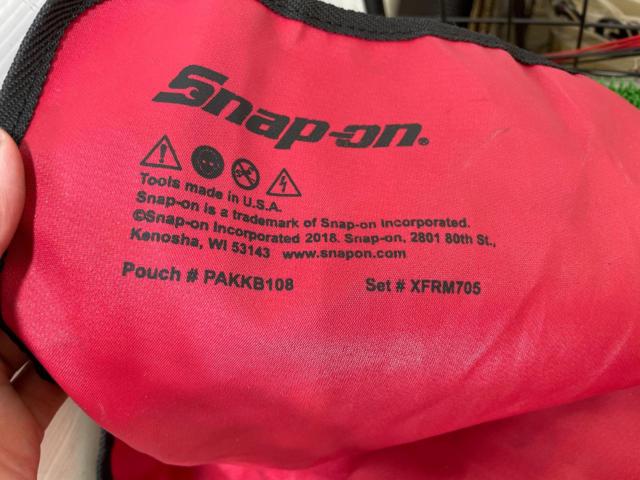 Snap-on®
Tools made in U.S.A.
Snap-on is a trademark of Snap-on Incorporated.
©Snap-on Incorporated 2018. Snap-on, 2801 80th St.,
Kenosha, WI 53143 www.snapon.com
Pouch # PAKKB108 Set # XFRM705